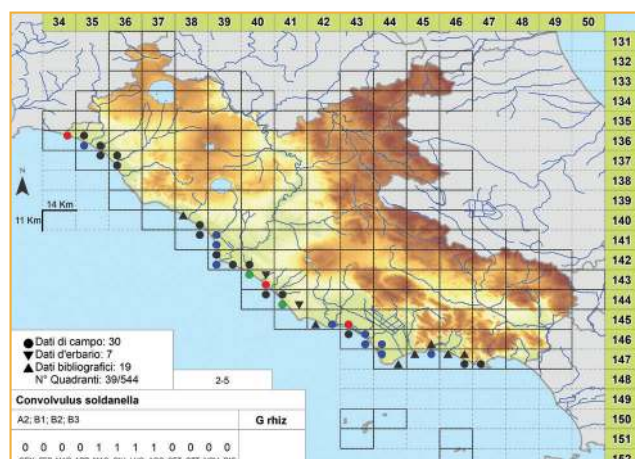 34 35 36 37 38 39 40 41 42 43 44 45 46 47 48 49 50
131
132
133
134
135
136
137
138
139
140
141
142
143
144
145
146
147
148
149
150
151
N
14 Km
11 Km
● Dati di campo: 30
▼ Dati d'erbario: 7
▲ Dati bibliografici: 19
N° Quadranti: 39/544
2-5
Convolvulus soldanella
A2; B1; B2; B3 G rhiz
0 0 0 0 1 1 1 1 0 0 0 0